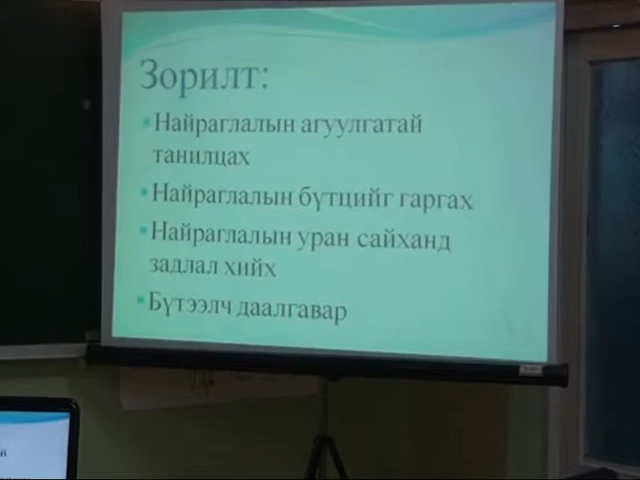 Зорилт:
Найраглалын агуулгатай
танилцах
Найраглалын бүтцийг гаргах
Найраглалын уран сайханд
задлал хийх
Бүтээлч даалгавар